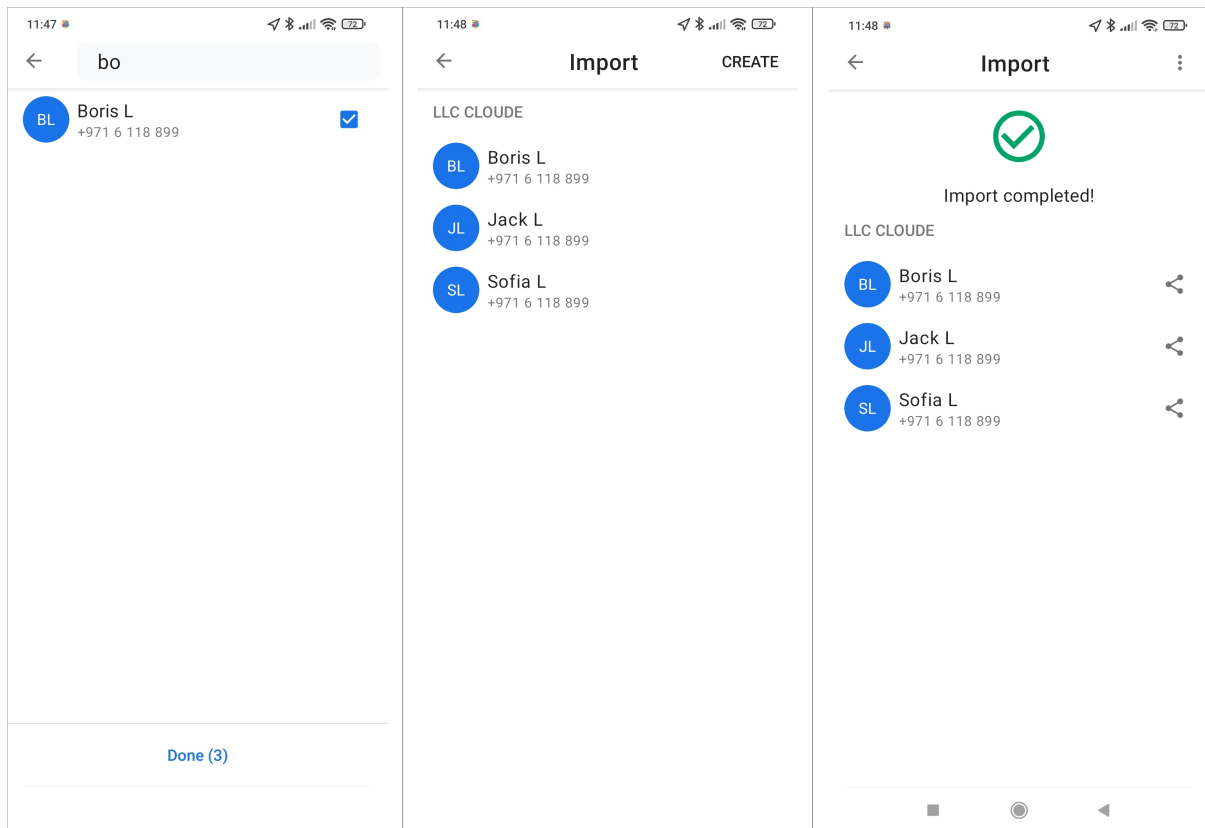 11:47
72
bo
BL
Boris L
+971 6 118 899
Done (3)
11:48
72
Import
CREATE
LLC CLOUDE
BL
Boris L
+971 6 118 899
JL
Jack L
+971 6 118 899
SL
Sofia L
+971 6 118 899
11:48
72
Import
Import completed!
LLC CLOUDE
BL
Boris L
+971 6 118 899
JL
Jack L
+971 6 118 899
SL
Sofia L
+971 6 118 899